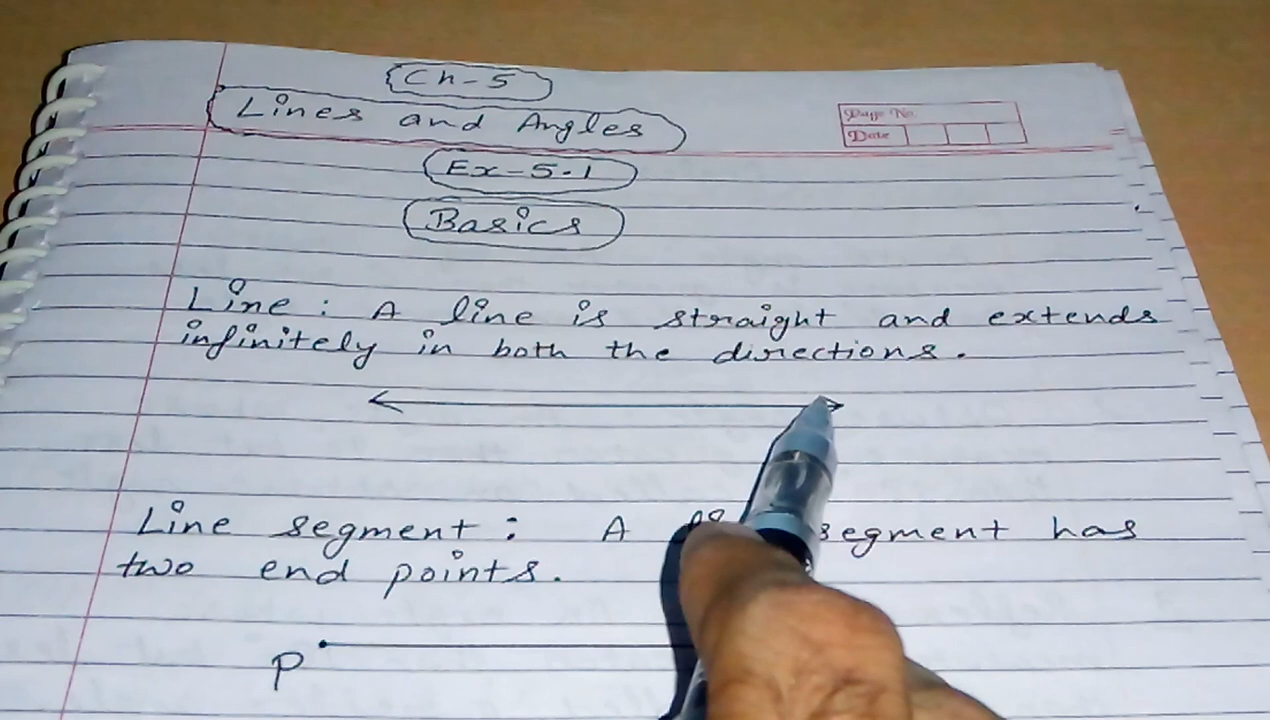 Ch-5
Lines and Angles
Page No.
Date
Ex-5.1
Basics
Line : A line is straight and extends
infinitely in both the directions.
Line segment : A segment has
two end points.
P